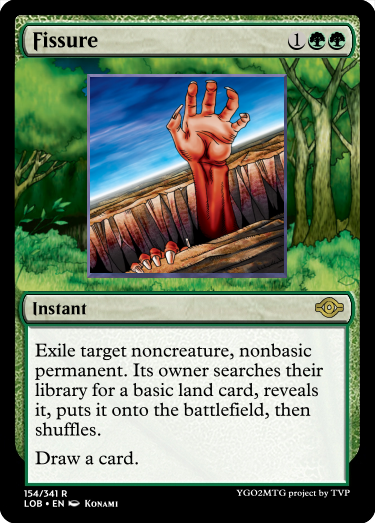 Fissure 1
Instant
Exile target noncreature, nonbasic
permanent. Its owner searches their
library for a basic land card, reveals
it, puts it onto the battlefield, then
shuffles.
Draw a card.
154/341 R
LOB • EN Konami
YGO2MTG project by TVP